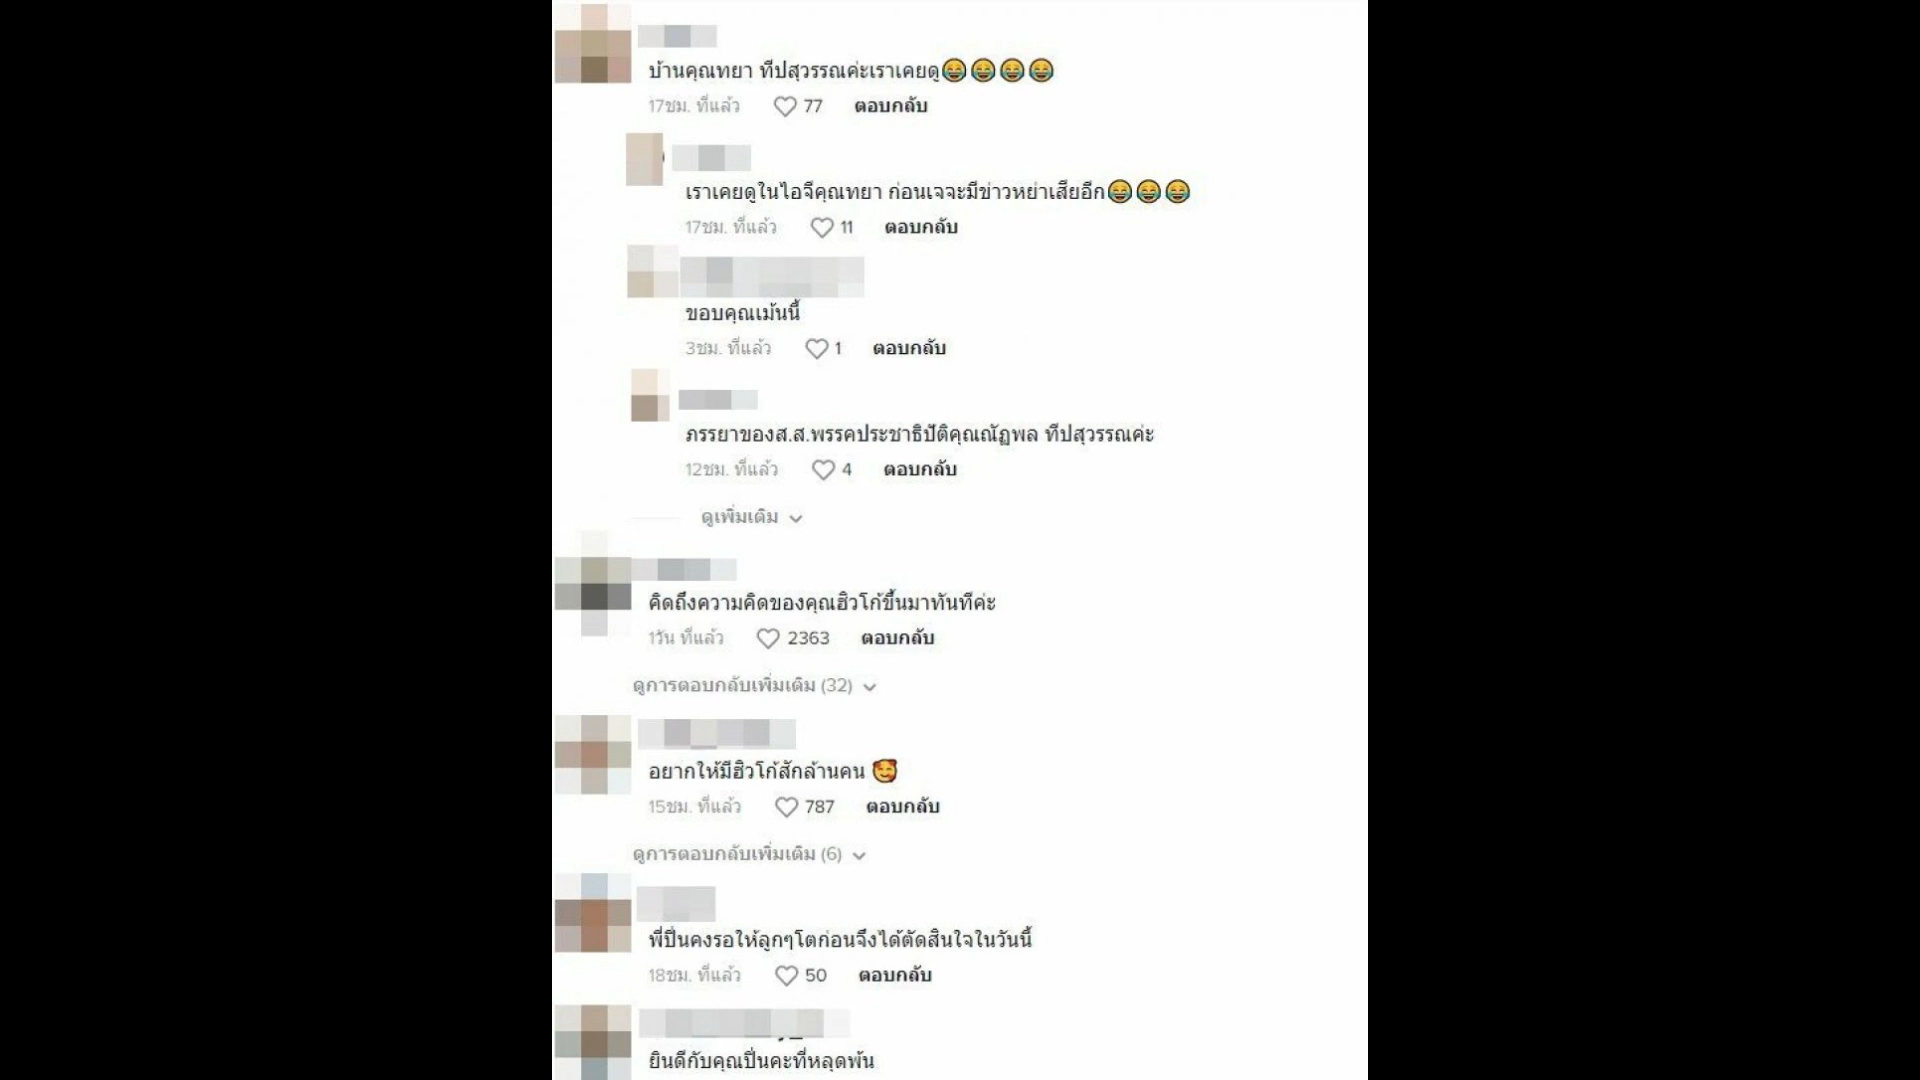 บ้านคุณทยา ทีปสุวรรณค่ะเราเคยดู😂😂😂😂
17ชม. ที่แล้ว 77 ตอบกลับ
เราเคยดูในไอจีคุณทยา ก่อนเจจะมีข่าวหย่าเสียอีก😂😂😂
17ชม. ที่แล้ว 11 ตอบกลับ
ขอบคุณเม้นนี้
3ชม. ที่แล้ว 1 ตอบกลับ
ภรรยาของส.ส.พรรคประชาธิปัติคุณณัฏพล ทีปสุวรรณค่ะ
12ชม. ที่แล้ว 4 ตอบกลับ
ดูเพิ่มเติม
คิดถึงความคิดของคุณฮิวโก้ขึ้นมาทันทีค่ะ
1วัน ที่แล้ว 2363 ตอบกลับ
ดูการตอบกลับเพิ่มเติม (32)
อยากให้มีฮิวโก้สักล้านคน 🥰
15ชม. ที่แล้ว 787 ตอบกลับ
ดูการตอบกลับเพิ่มเติม (6)
พี่ปิ่นคงรอให้ลูกๆโตก่อนจึงได้ตัดสินใจในวันนี้
18ชม. ที่แล้ว 50 ตอบกลับ
ยินดีกับคุณปิ่นคะที่หลุดพ้น